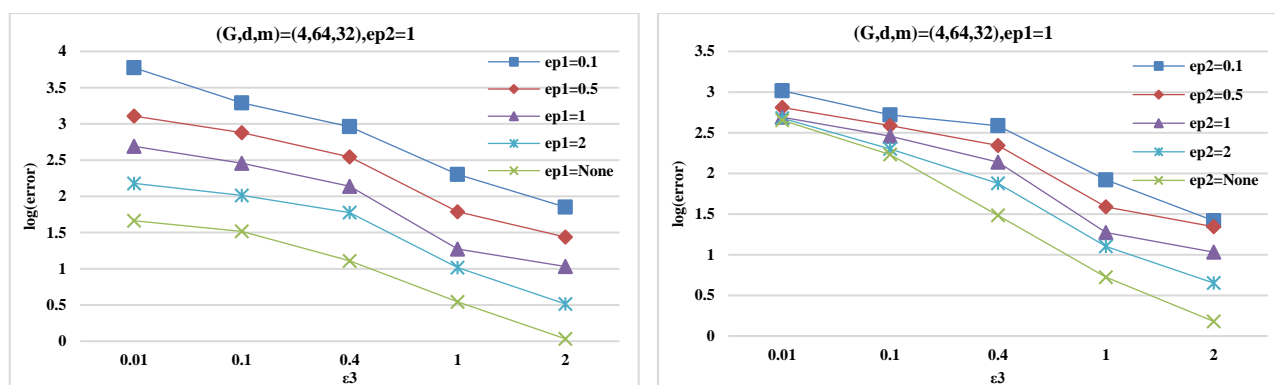 (G,d,m)=(4,64,32),ep2=1
4
3.5
3
2.5
2
1.5
1
0.5
0
log(error)
0.01
0.1
0.4
1
2
ε3
ep1=0.1
ep1=0.5
ep1=1
ep1=2
ep1=None
(G,d,m)=(4,64,32),ep1=1
3.5
3
2.5
2
1.5
1
0.5
0
log(error)
0.01
0.1
0.4
1
2
ε3
ep2=0.1
ep2=0.5
ep2=1
ep2=2
ep2=None